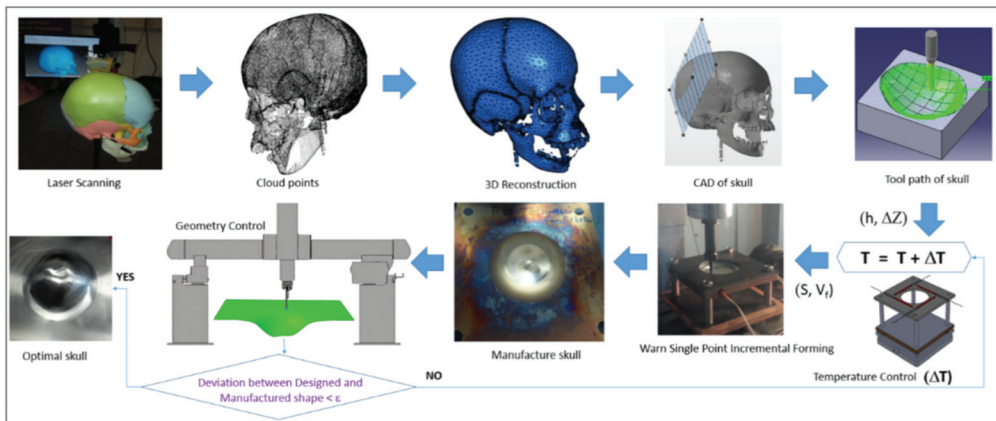 Laser Scanning
Cloud points
3D Reconstruction
CAD of skull
Tool path of skull
(h, ΔZ)
T = T + ΔT
(S, Vf)
Geometry Control
YES
Optimal skull
Manufacture skull
Warn Single Point Incremental Forming
Temperature Control (ΔT)
Deviation between Designed and
Manufactured shape < ε
NO